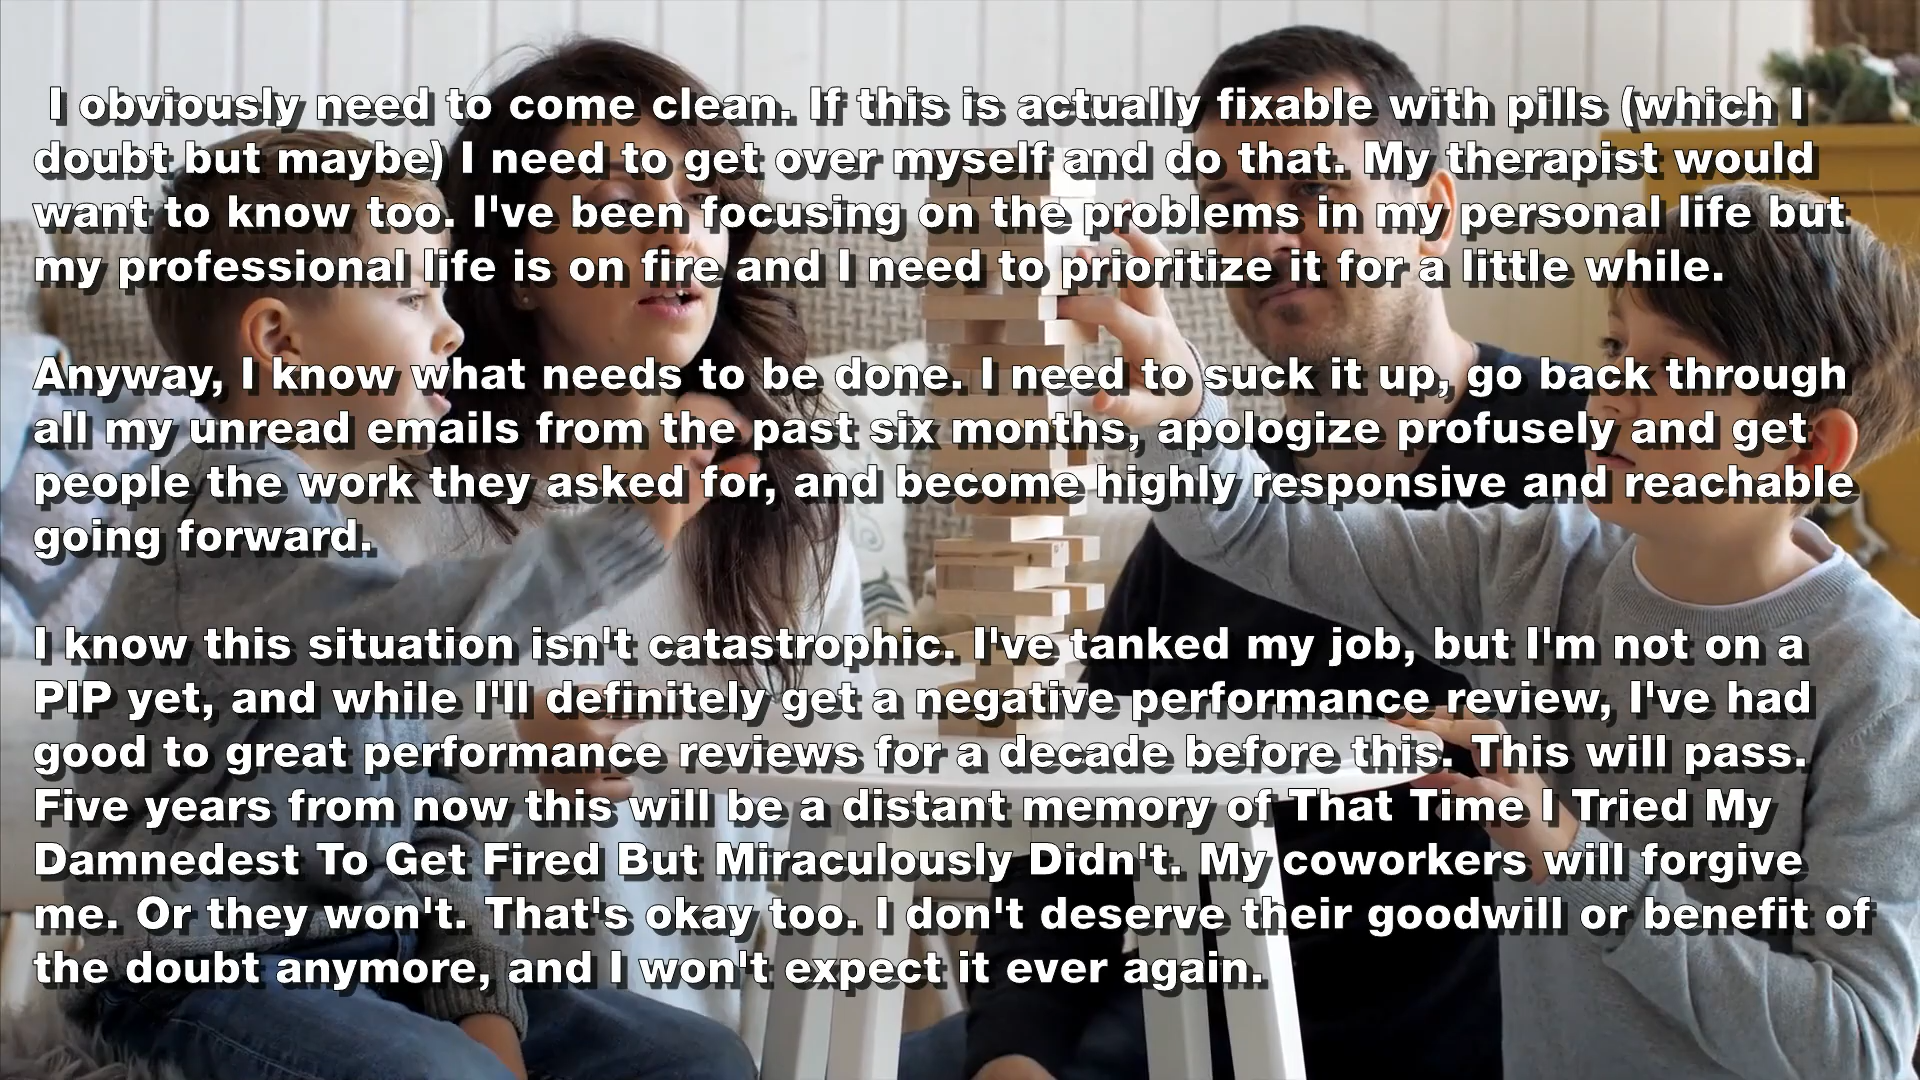 I obviously need to come clean. If this is actually fixable with pills (which I
doubt but maybe) I need to get over myself and do that. My therapist would
want to know too. I've been focusing on the problems in my personal life but
my professional life is on fire and I need to prioritize it for a little while.
Anyway, I know what needs to be done. I need to suck it up, go back through
all my unread emails from the past six months, apologize profusely and get
people the work they asked for, and become highly responsive and reachable
going forward.
I know this situation isn't catastrophic. I've tanked my job, but I'm not on a
PIP yet, and while I'll definitely get a negative performance review, I've had
good to great performance reviews for a decade before this. This will pass.
Five years from now this will be a distant memory of That Time I Tried My
Damnedest To Get Fired But Miraculously Didn't. My coworkers will forgive
me. Or they won't. That's okay too. I don't deserve their goodwill or benefit of
the doubt anymore, and I won't expect it ever again.